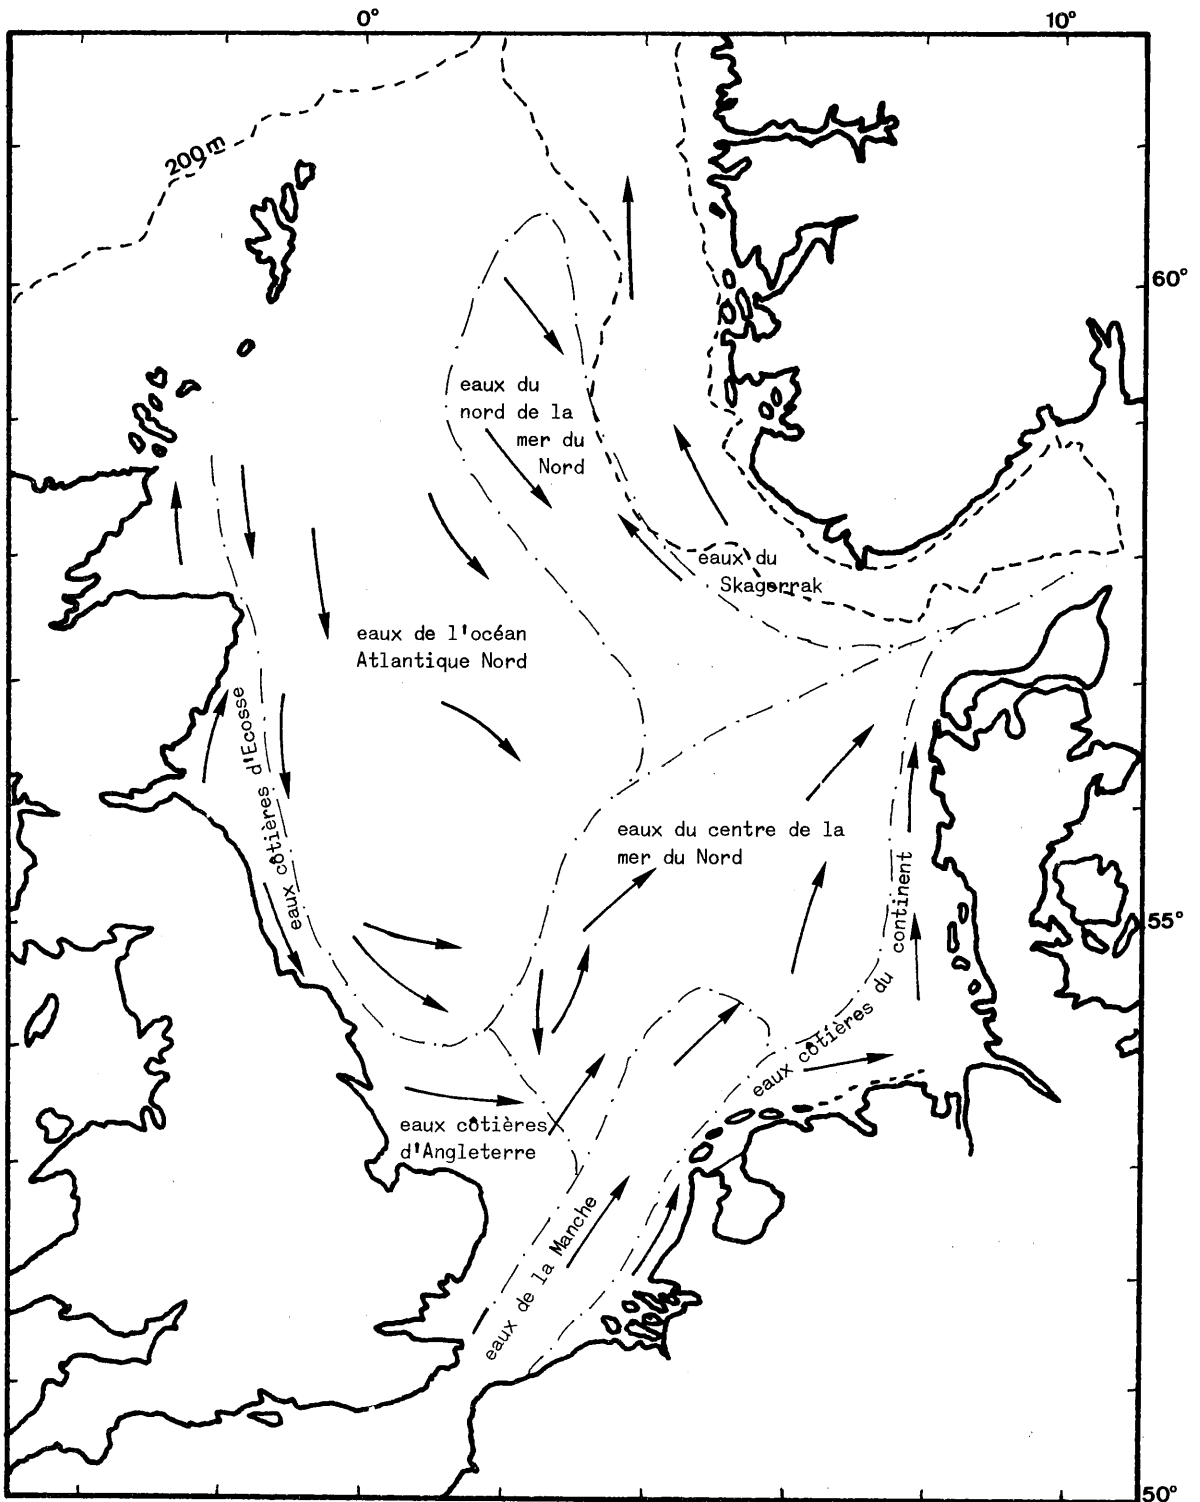 0°
10°
200m
60°
eaux du
nord de la
mer du
Nord
eaux du
Skagerrak
eaux de l'océan
Atlantique Nord
eaux côtières d'Ecosse
eaux du centre de la
mer du Nord
55°
eaux côtières du continent
eaux côtières
d'Angleterre
eaux de la Manche
50°